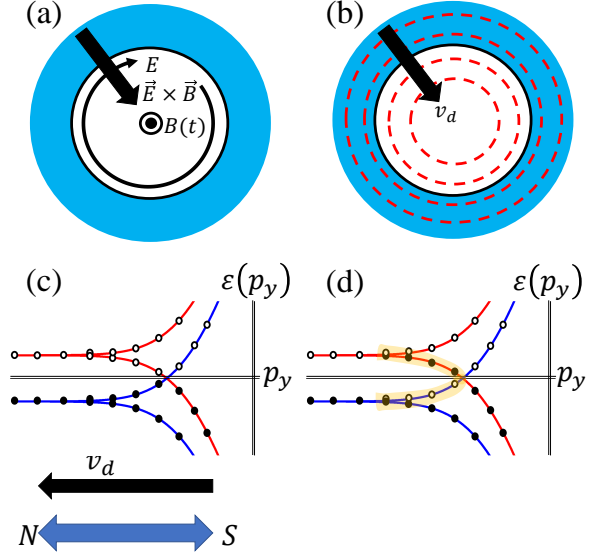 (a)
(b)
E
E⃗ × B⃗
B(t)
v_d
(c)
(d)
ε(p_y)
ε(p_y)
p_y
p_y
v_d
N
S